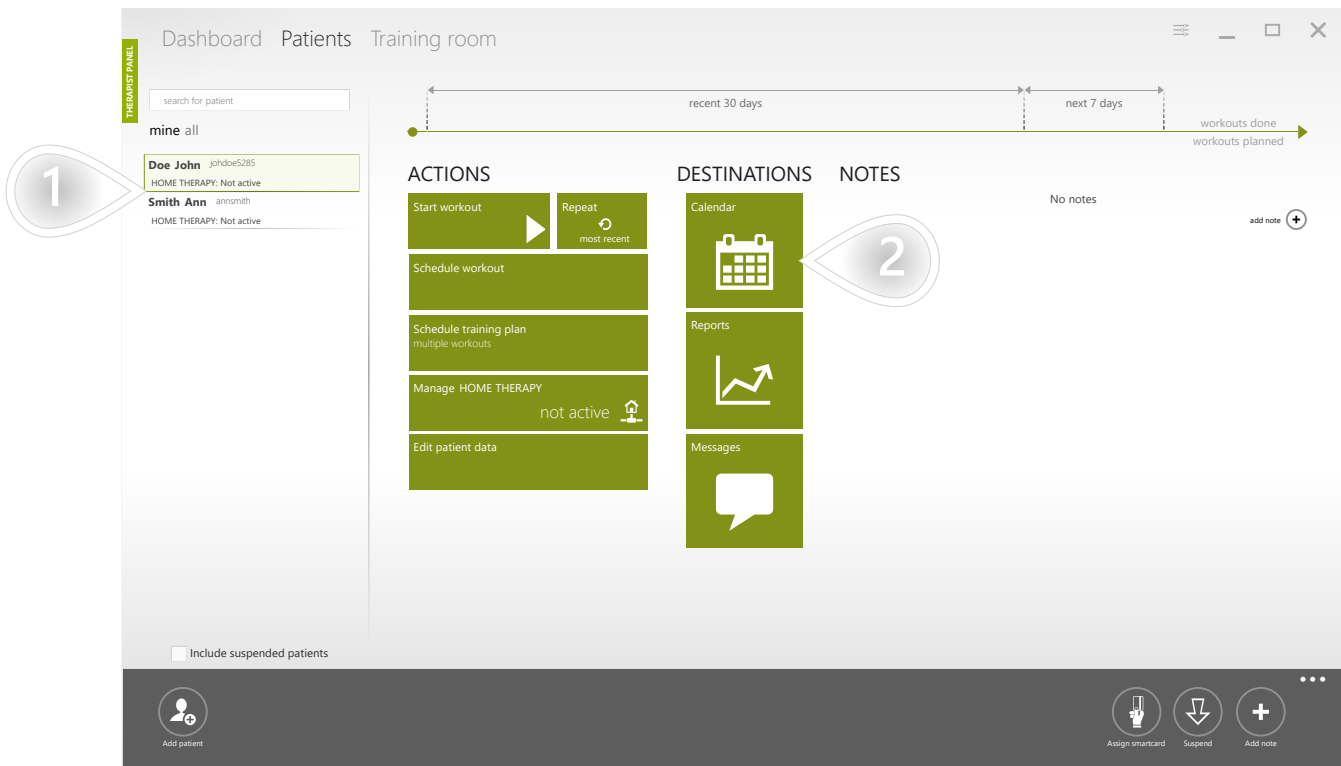 Dashboard Patients Training room
THERAPIST PANEL
search for patient
mine all
1
Doe John johdoe5285
HOME THERAPY: Not active
Smith Ann annsmith
HOME THERAPY: Not active
Include suspended patients
recent 30 days
next 7 days
workouts done
workouts planned
ACTIONS
Start workout
Repeat
most recent
Schedule workout
Schedule training plan
multiple workouts
Manage HOME THERAPY
not active
Edit patient data
DESTINATIONS
Calendar
2
Reports
Messages
NOTES
No notes
add note
Add patient
Assign smartcard
Suspend
Add note